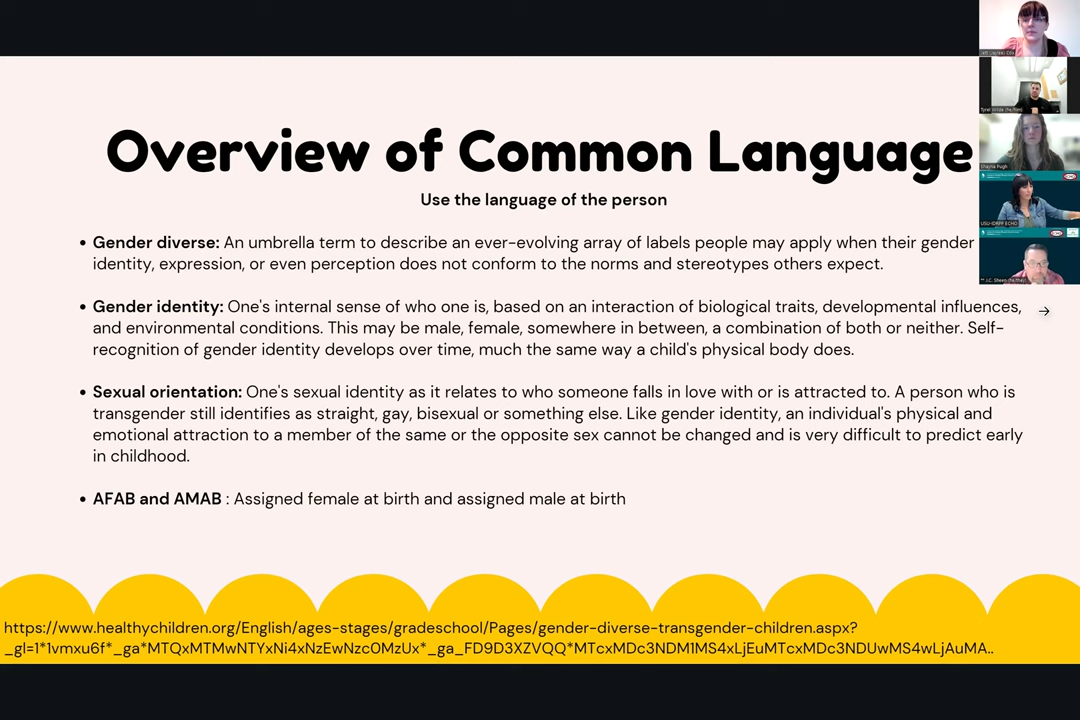 Overview of Common Language
Use the language of the person
• Gender diverse: An umbrella term to describe an ever-evolving array of labels people may apply when their gender
identity, expression, or even perception does not conform to the norms and stereotypes others expect.
• Gender identity: One's internal sense of who one is, based on an interaction of biological traits, developmental influences,
and environmental conditions. This may be male, female, somewhere in between, a combination of both or neither. Self-
recognition of gender identity develops over time, much the same way a child's physical body does.
• Sexual orientation: One's sexual identity as it relates to who someone falls in love with or is attracted to. A person who is
transgender still identifies as straight, gay, bisexual or something else. Like gender identity, an individual's physical and
emotional attraction to a member of the same or the opposite sex cannot be changed and is very difficult to predict early
in childhood.
• AFAB and AMAB : Assigned female at birth and assigned male at birth
https://www.healthychildren.org/English/ages-stages/gradeschool/Pages/gender-diverse-transgender-children.aspx?
_gl=1*1vmxu6f*_ga*MTQxMTMwNTYxNi4xNzEwNzc0MzUx*_ga_FD9D3XZVQQ*MTcxMDc3NDM1MS4xLjEuMTcxMDc3NDUwMS4wLjAuMA..
Shayna Pugh
USU-IDRPP ECHO